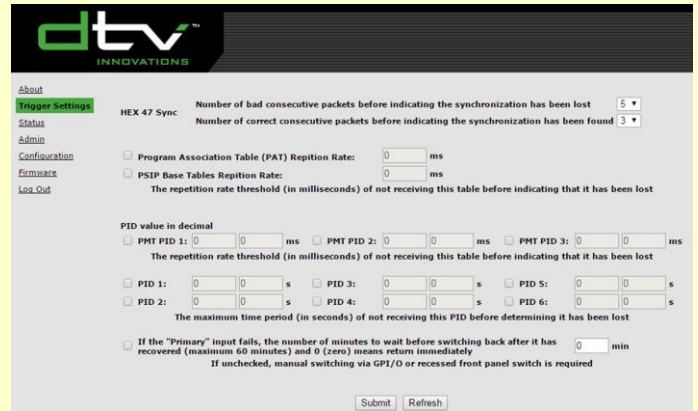 dtv™
INNOVATIONS
About
Trigger Settings
Status
Admin
Configuration
Firmware
Log Out
HEX 47 Sync
Number of bad consecutive packets before indicating the synchronization has been lost 5
Number of correct consecutive packets before indicating the synchronization has been found 3
Program Association Table (PAT) Repition Rate: 0 ms
PSIP Base Tables Repition Rate: 0 ms
The repetition rate threshold (in milliseconds) of not receiving this table before indicating that it has been lost
PID value in decimal
PMT PID 1: 0 0 ms PMT PID 2: 0 0 ms PMT PID 3: 0 0 ms
The repetition rate threshold (in milliseconds) of not receiving this table before indicating that it has been lost
PID 1: 0 0 s PID 3: 0 0 s PID 5: 0 0 s
PID 2: 0 0 s PID 4: 0 0 s PID 6: 0 0 s
The maximum time period (in seconds) of not receiving this PID before determining it has been lost
If the "Primary" input fails, the number of minutes to wait before switching back after it has
recovered (maximum 60 minutes) and 0 (zero) means return immediately 0 min
If unchecked, manual switching via GPI/O or recessed front panel switch is required
Submit Refresh